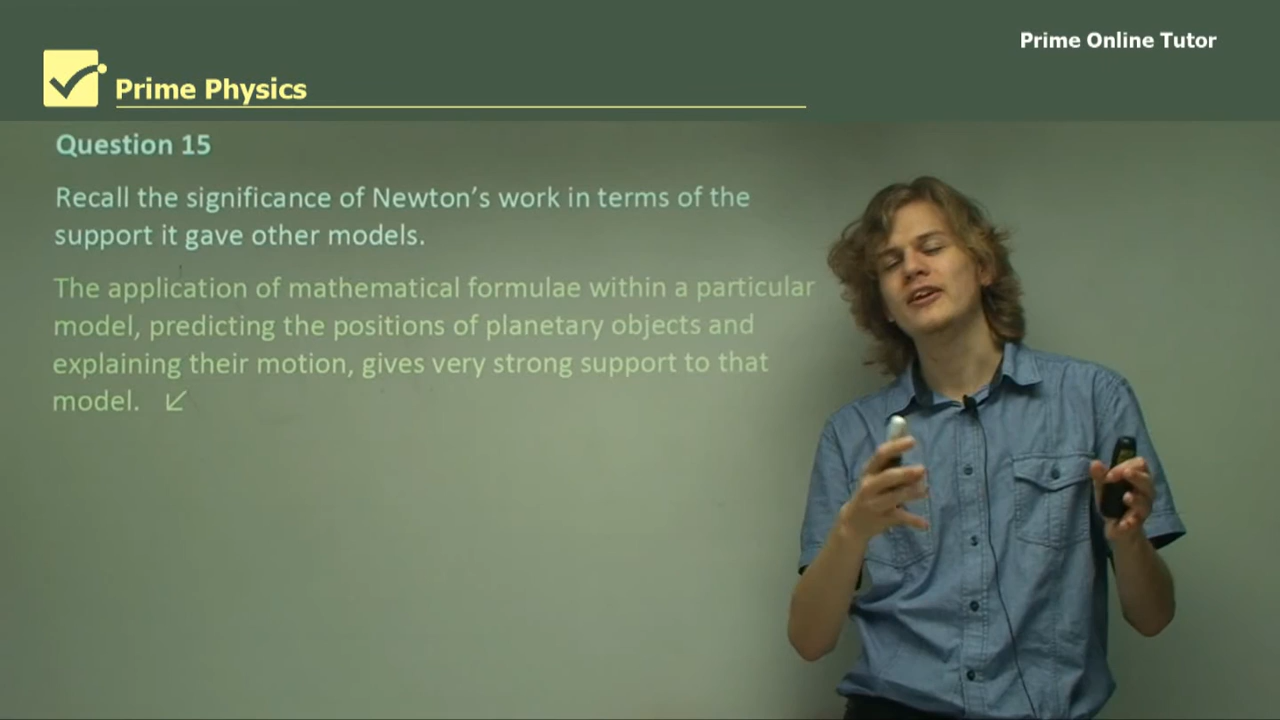 Prime Online Tutor
Prime Physics
Question 15
Recall the significance of Newton’s work in terms of the
support it gave other models.
The application of mathematical formulae within a particular
model, predicting the positions of planetary objects and
explaining their motion, gives very strong support to that
model. ↙